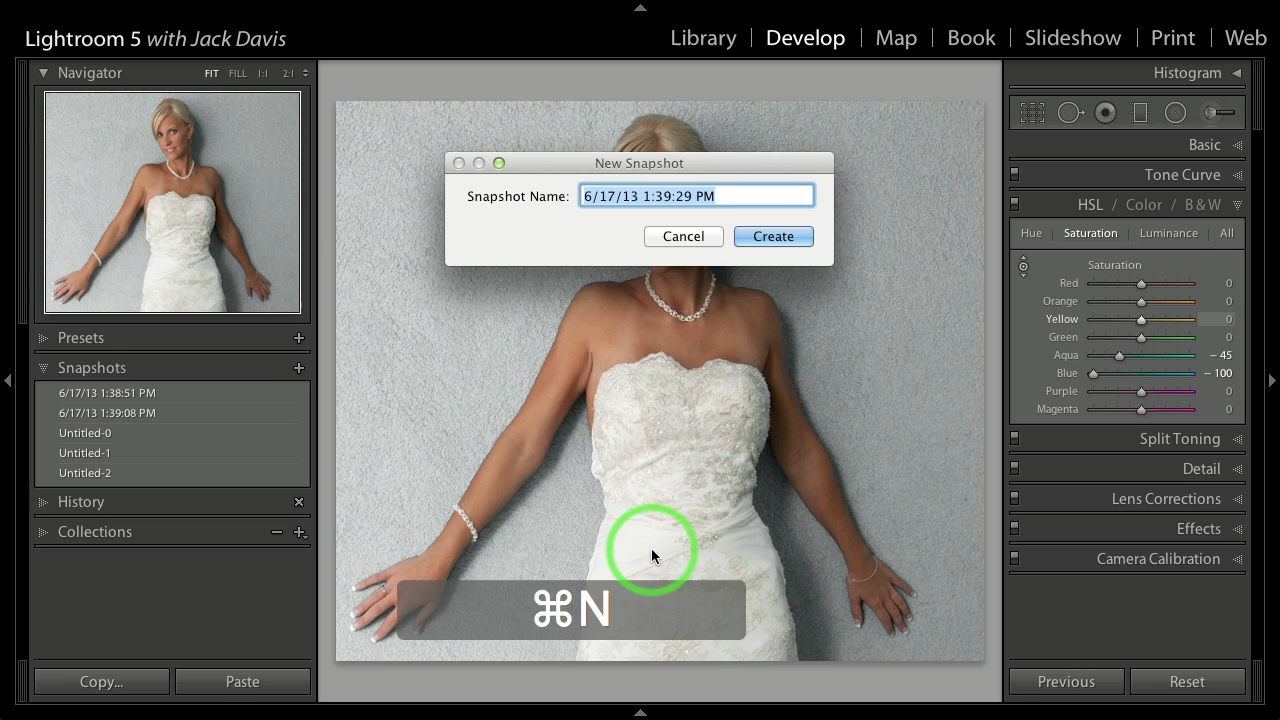 Lightroom 5 with Jack Davis
Library | Develop | Map | Book | Slideshow | Print | Web
Navigator FIT FILL 1:1 2:1
Presets
Snapshots
6/17/13 1:38:51 PM
6/17/13 1:39:08 PM
Untitled-0
Untitled-1
Untitled-2
History
Collections
Copy... Paste
New Snapshot
Snapshot Name: 6/17/13 1:39:29 PM
Cancel Create
⌘N
Histogram
Basic
Tone Curve
HSL / Color / B & W
Hue Saturation Luminance All
Saturation
Red 0
Orange 0
Yellow 0
Green 0
Aqua – 45
Blue – 100
Purple 0
Magenta 0
Split Toning
Detail
Lens Corrections
Effects
Camera Calibration
Previous Reset